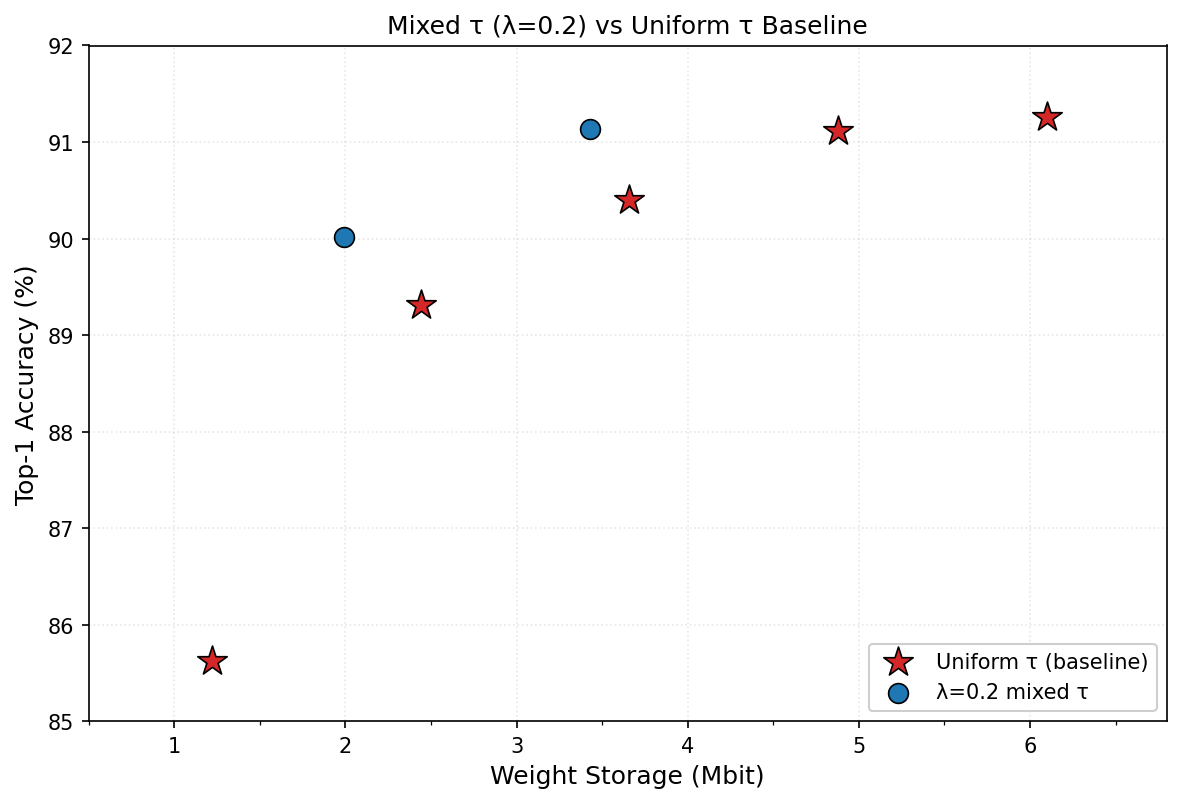 Mixed τ (λ=0.2) vs Uniform τ Baseline
Top-1 Accuracy (%)
92
91
90
89
88
87
86
85
Uniform τ (baseline)
λ=0.2 mixed τ
1 2 3 4 5 6
Weight Storage (Mbit)